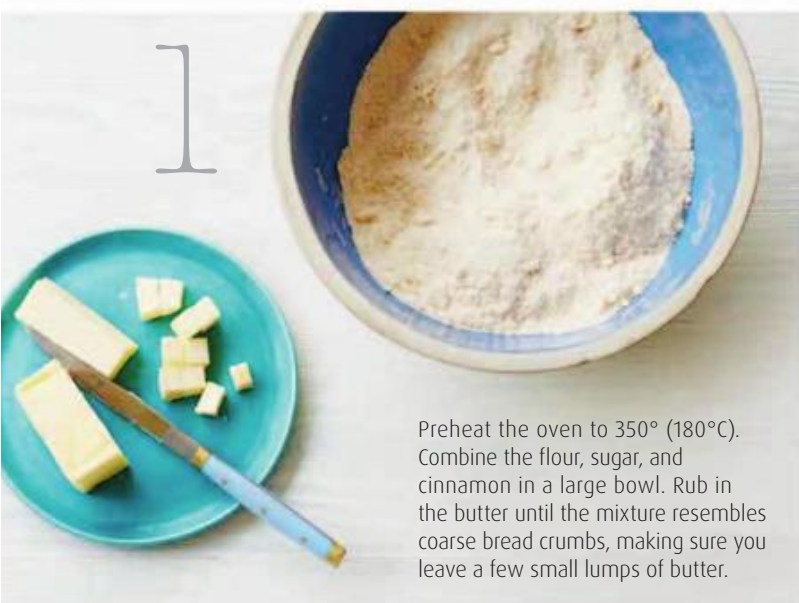 1
Preheat the oven to 350° (180°C).
Combine the flour, sugar, and
cinnamon in a large bowl. Rub in
the butter until the mixture resembles
coarse bread crumbs, making sure you
leave a few small lumps of butter.